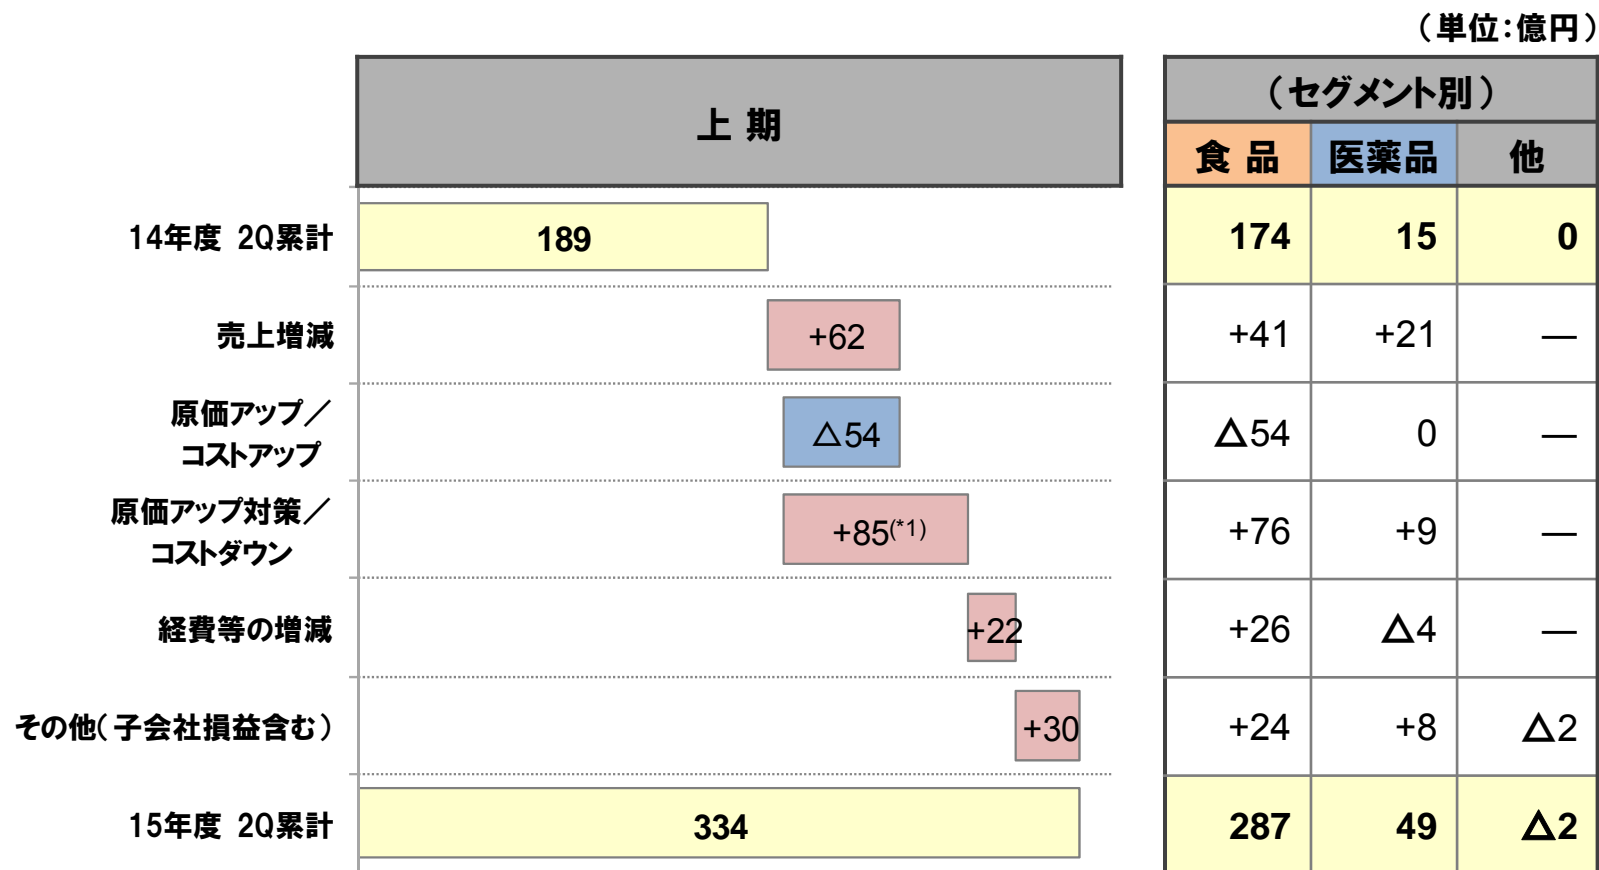 （単位：億円）
上 期
（セグメント別）
食 品 医薬品 他
14年度 2Q累計 189 174 15 0
売上増減 +62 +41 +21 ―
原価アップ／
コストアップ △54 △54 0 ―
原価アップ対策／
コストダウン +85(*1) +76 +9 ―
経費等の増減 +22 +26 △4 ―
その他（子会社損益含む） +30 +24 +8 △2
15年度 2Q累計 334 287 49 △2